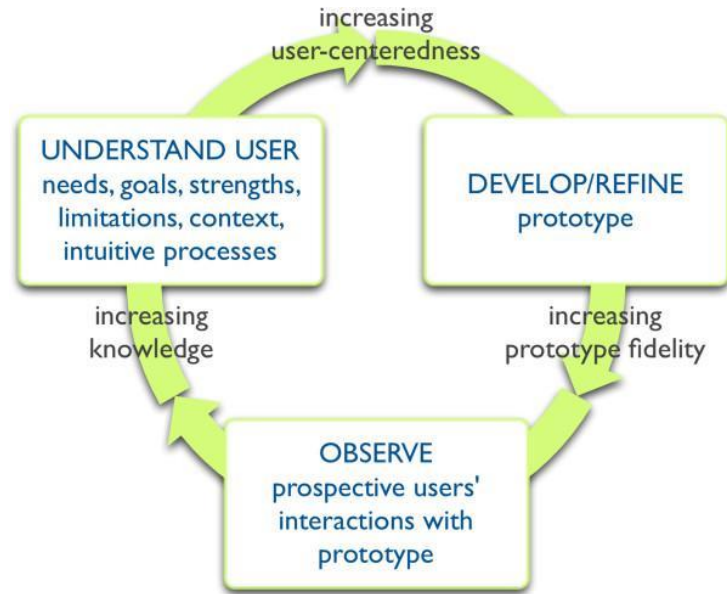 increasing
user-centeredness
UNDERSTAND USER
needs, goals, strengths,
limitations, context,
intuitive processes
DEVELOP/REFINE
prototype
increasing
knowledge
increasing
prototype fidelity
OBSERVE
prospective users'
interactions with
prototype